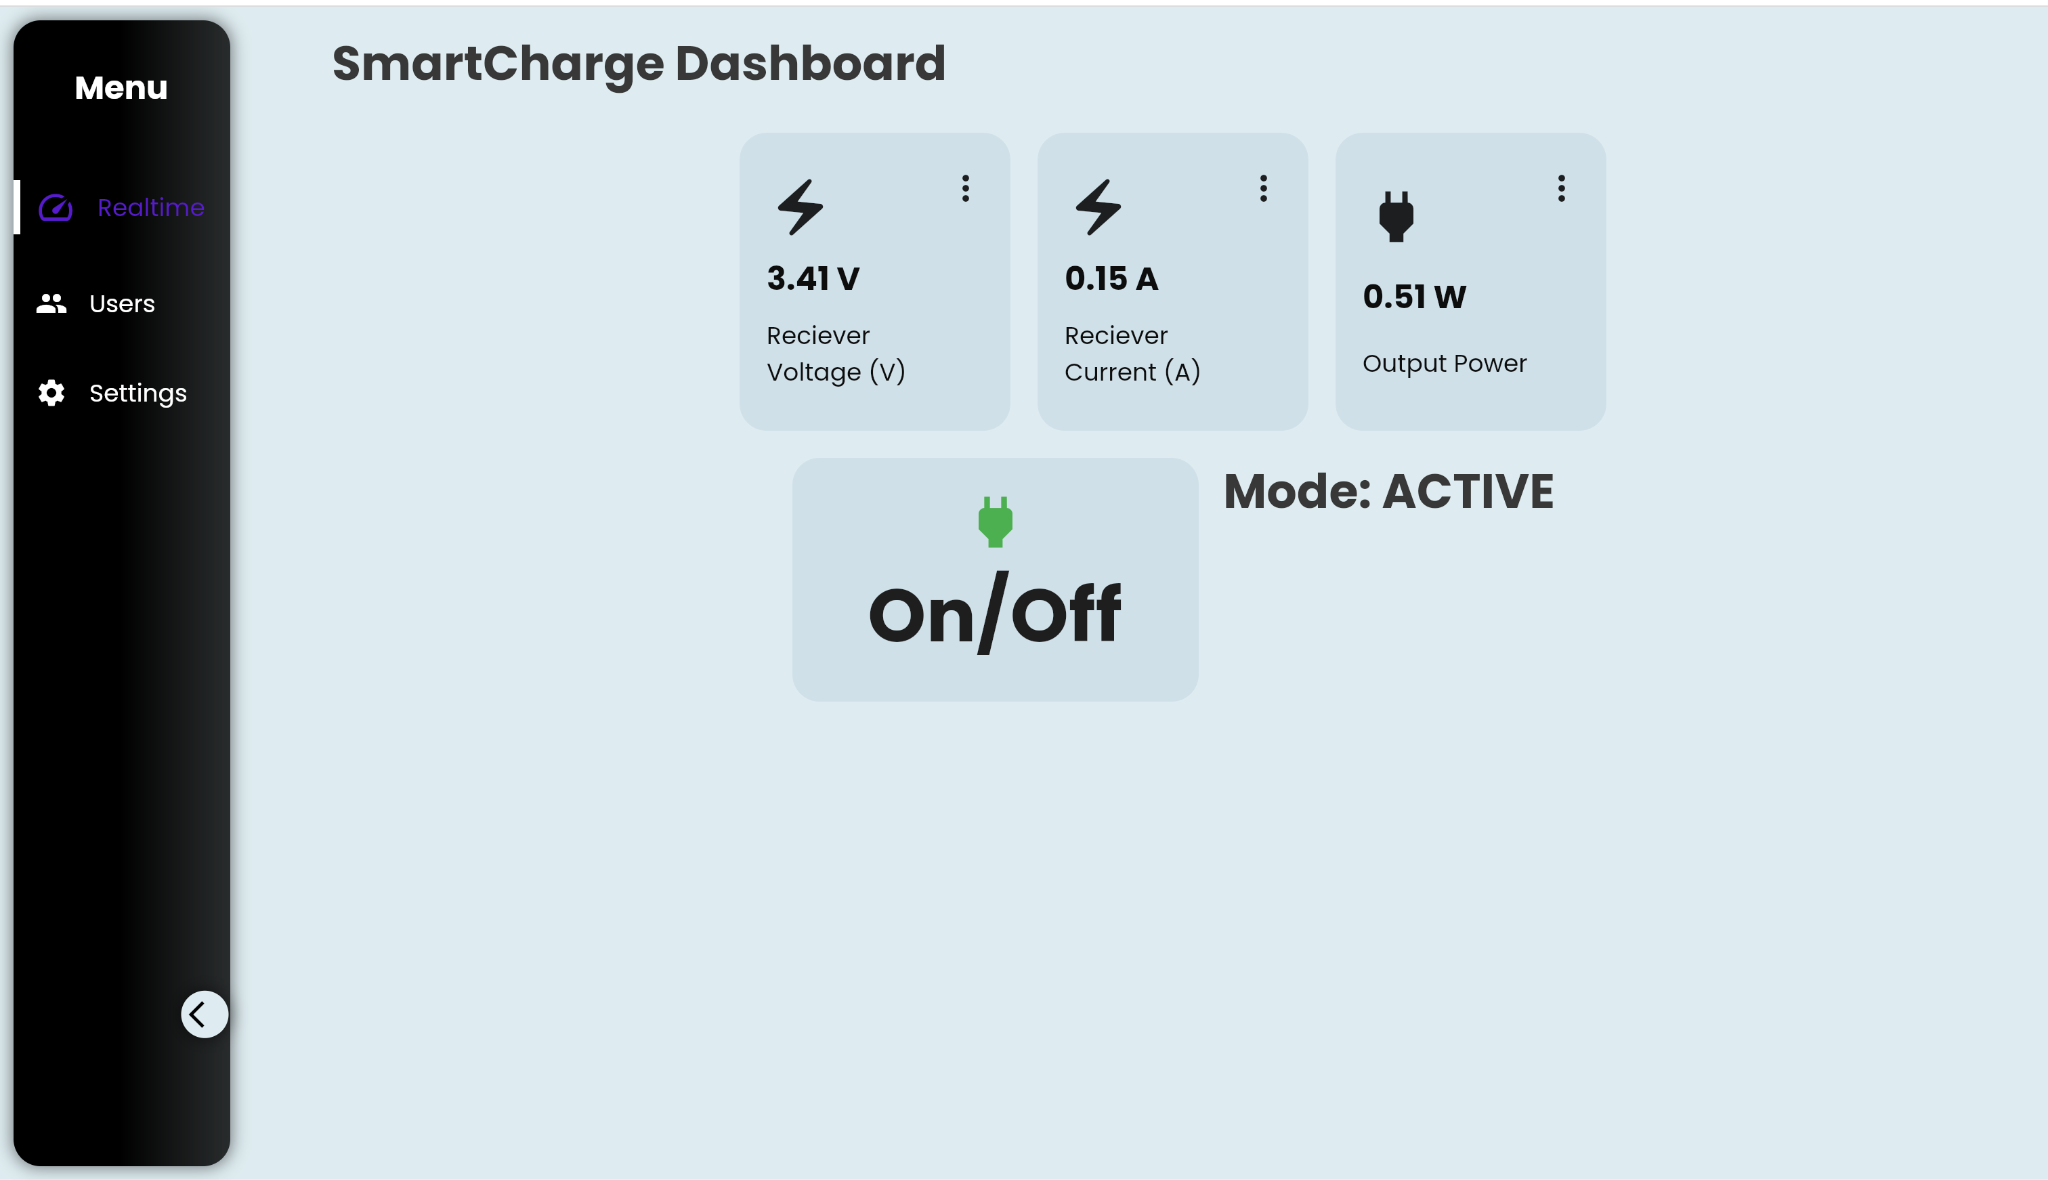 Menu
Realtime
Users
Settings
SmartCharge Dashboard
3.41 V
Reciever
Voltage (V)
0.15 A
Reciever
Current (A)
0.51 W
Output Power
On/Off
Mode: ACTIVE